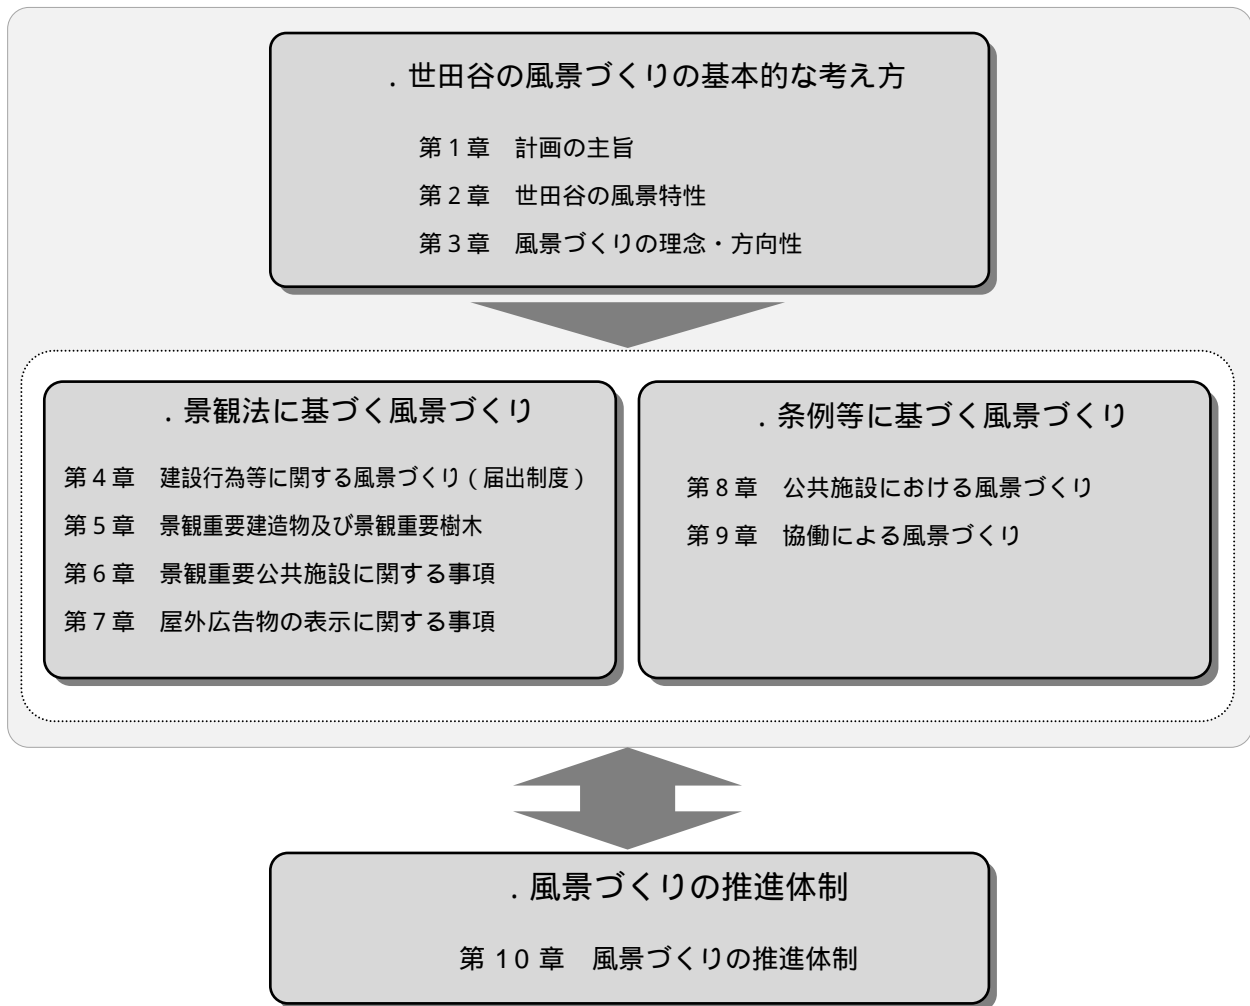 ．世田谷の風景づくりの基本的な考え方
第１章　計画の主旨
第２章　世田谷の風景特性
第３章　風景づくりの理念・方向性
．景観法に基づく風景づくり
第４章　建設行為等に関する風景づくり（届出制度）
第５章　景観重要建造物及び景観重要樹木
第６章　景観重要公共施設に関する事項
第７章　屋外広告物の表示に関する事項
．条例等に基づく風景づくり
第８章　公共施設における風景づくり
第９章　協働による風景づくり
．風景づくりの推進体制
第 10 章　風景づくりの推進体制